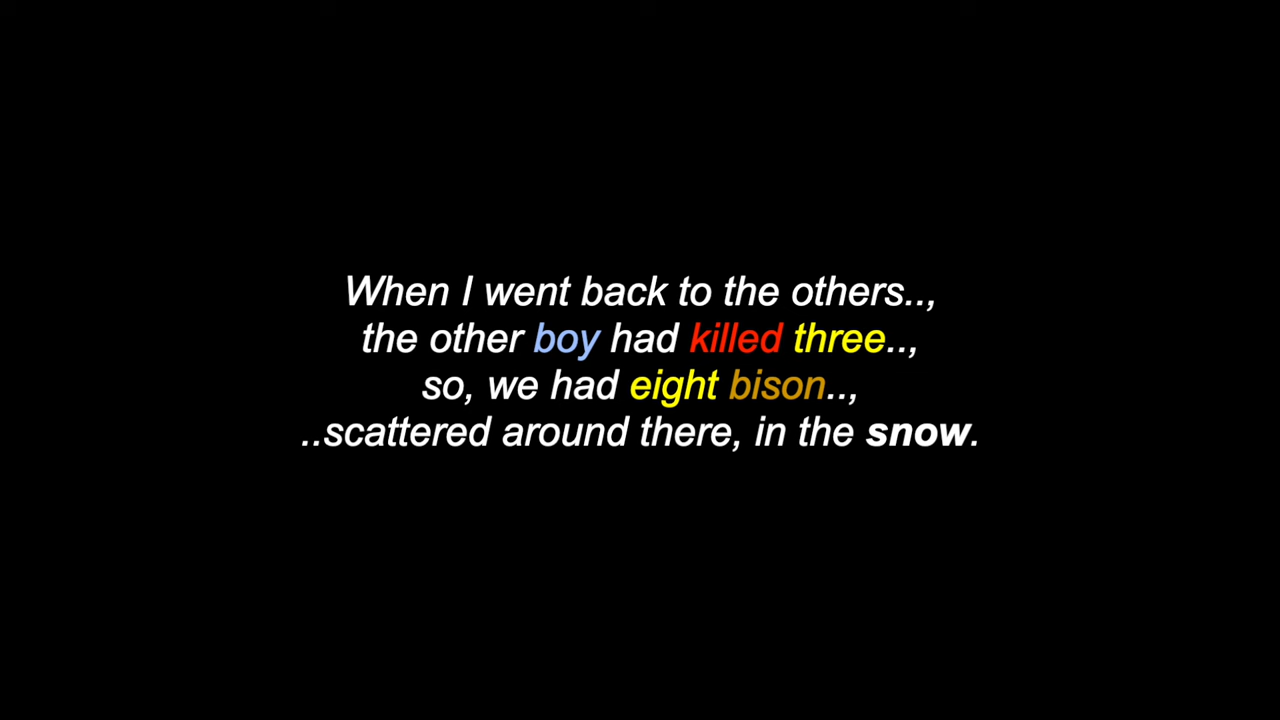 When I went back to the others..,
the other boy had killed three..,
so, we had eight bison..,
..scattered around there, in the snow.